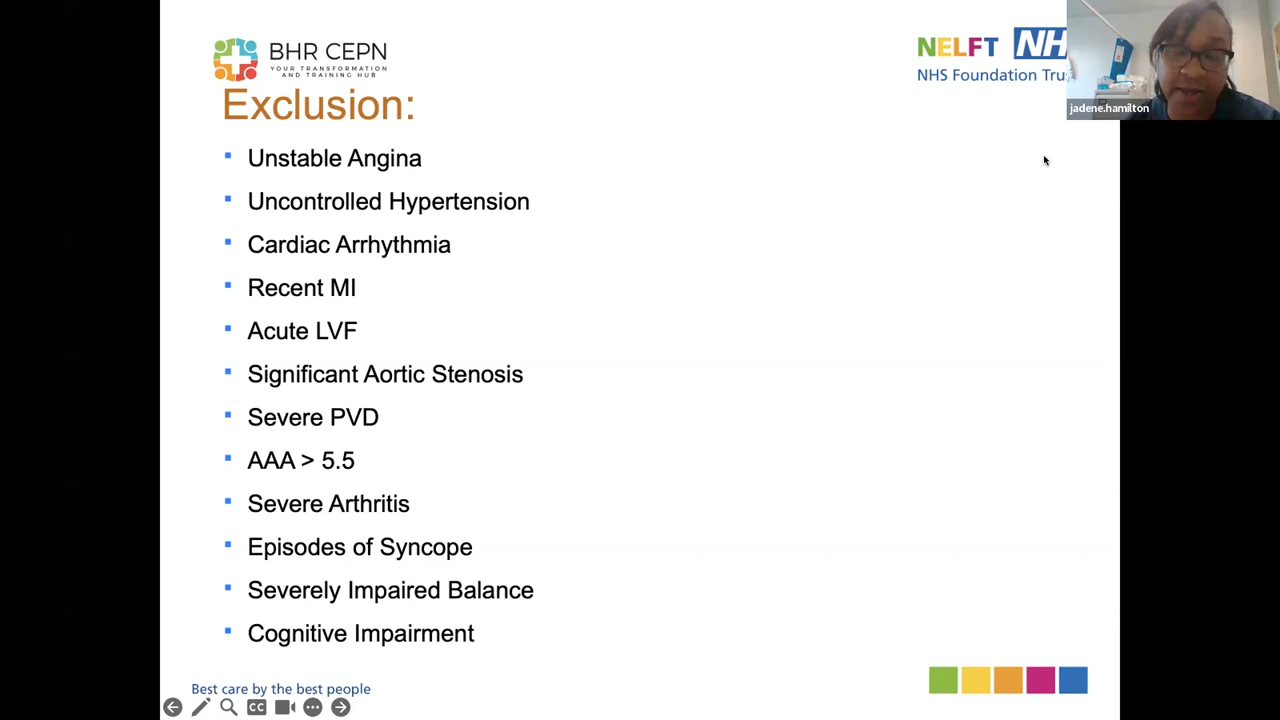 BHR CEPN
YOUR TRANSFORMATION
AND TRAINING HUB
NELFT NH
NHS Foundation Tru
jadene.hamilton
Exclusion:
Unstable Angina
Uncontrolled Hypertension
Cardiac Arrhythmia
Recent MI
Acute LVF
Significant Aortic Stenosis
Severe PVD
AAA > 5.5
Severe Arthritis
Episodes of Syncope
Severely Impaired Balance
Cognitive Impairment
Best care by the best people
CC